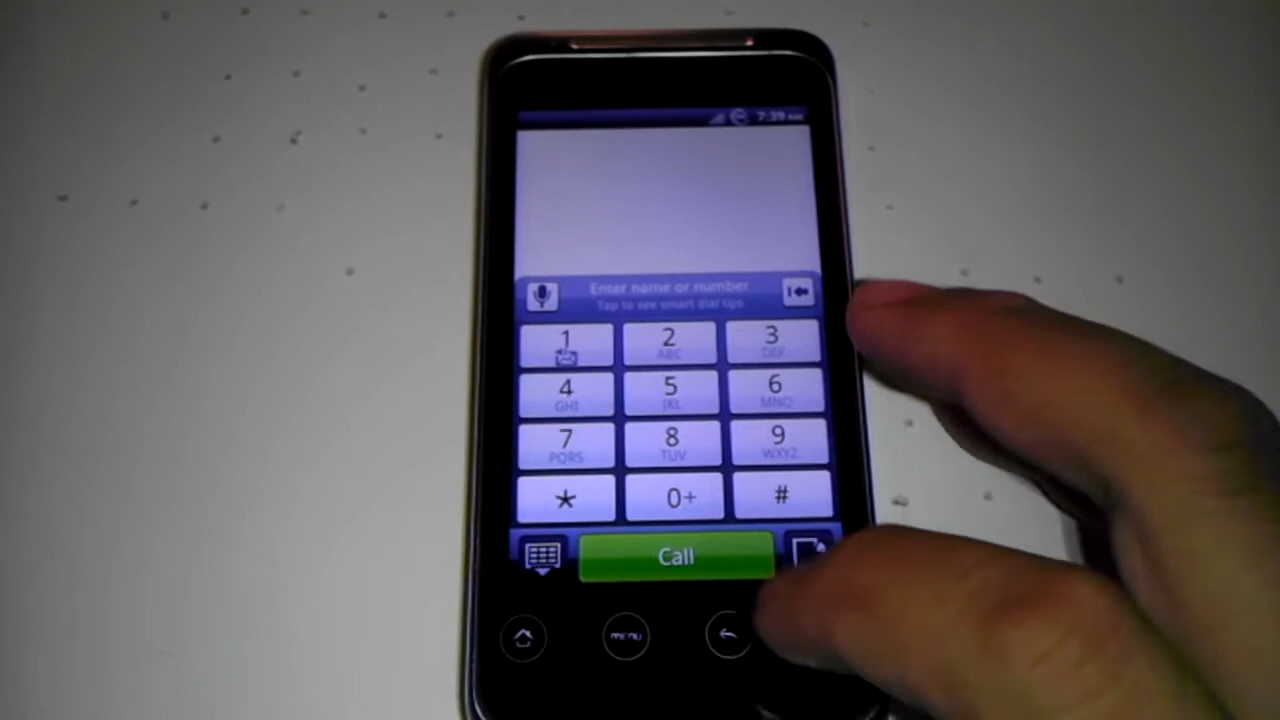 7:39 AM
Enter name or number
Tap to see smart dial tips
1 2 3
ABC DEF
4 5 6
GHI JKL MNO
7 8 9
PQRS TUV WXYZ
* 0+ #
Call
MENU